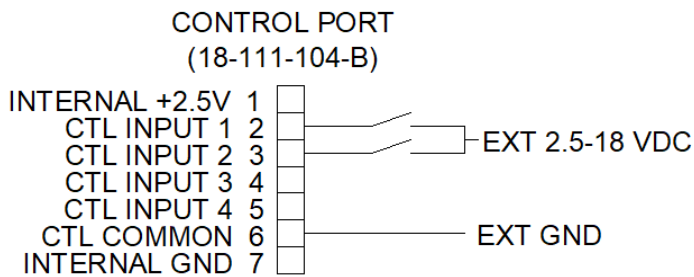 CONTROL PORT
(18-111-104-B)
INTERNAL +2.5V 1
CTL INPUT 1 2
CTL INPUT 2 3
EXT 2.5-18 VDC
CTL INPUT 3 4
CTL INPUT 4 5
CTL COMMON 6
EXT GND
INTERNAL GND 7